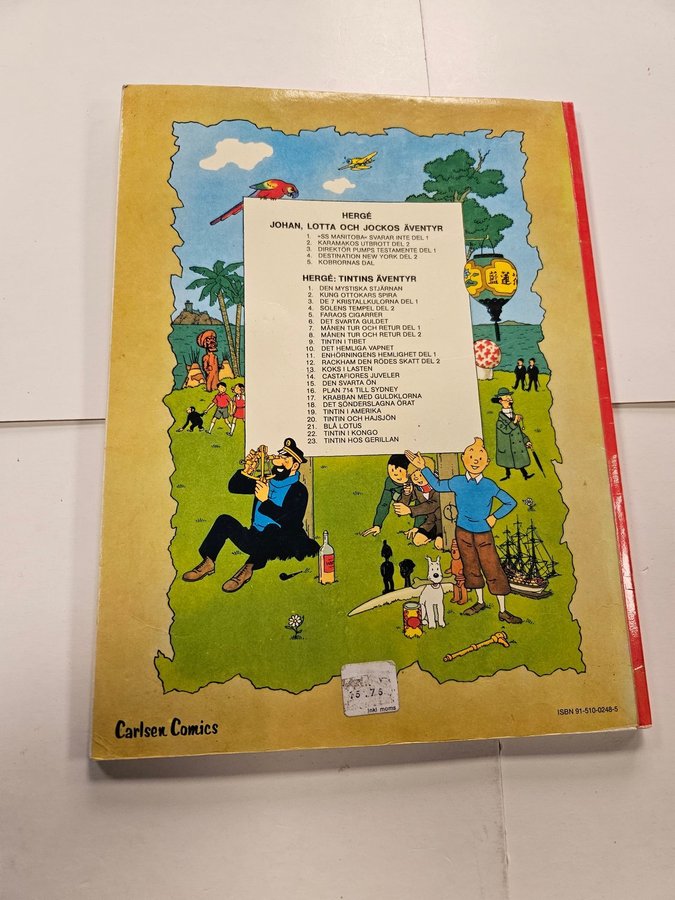 HERGÉ
JOHAN, LOTTA OCH JOCKOS ÄVENTYR
1. »SS MANITOBA» SVARAR INTE DEL 1
2. KARAMAKOS UTBROTT DEL 2
3. DIREKTÖR PUMPS TESTAMENTE DEL 1
4. DESTINATION NEW YORK DEL 2
5. KOBRORNAS DAL
HERGÉ: TINTINS ÄVENTYR
1. DEN MYSTISKA STJÄRNAN
2. KUNG OTTOKARS SPIRA
3. DE 7 KRISTALLKULORNA DEL 1
4. SOLENS TEMPEL DEL 2
5. FARAOS CIGARRER
6. DET SVARTA GULDET
7. MÅNEN TUR OCH RETUR DEL 1
8. MÅNEN TUR OCH RETUR DEL 2
9. TINTIN I TIBET
10. DET HEMLIGA VAPNET
11. ENHÖRNINGENS HEMLIGHET DEL 1
12. RACKHAM DEN RÖDES SKATT DEL 2
13. KOKS I LASTEN
14. CASTAFIORES JUVELER
15. DEN SVARTA ÖN
16. PLAN 714 TILL SYDNEY
17. KRABBAN MED GULDKLORNA
18. DET SÖNDERSLAGNA ÖRAT
19. TINTIN I AMERIKA
20. TINTIN OCH HAJSJÖN
21. BLÅ LOTUS
22. TINTIN I KONGO
23. TINTIN HOS GERILLAN
藍蓮
5.75
inkl moms
Carlsen Comics
ISBN 91-510-0248-5